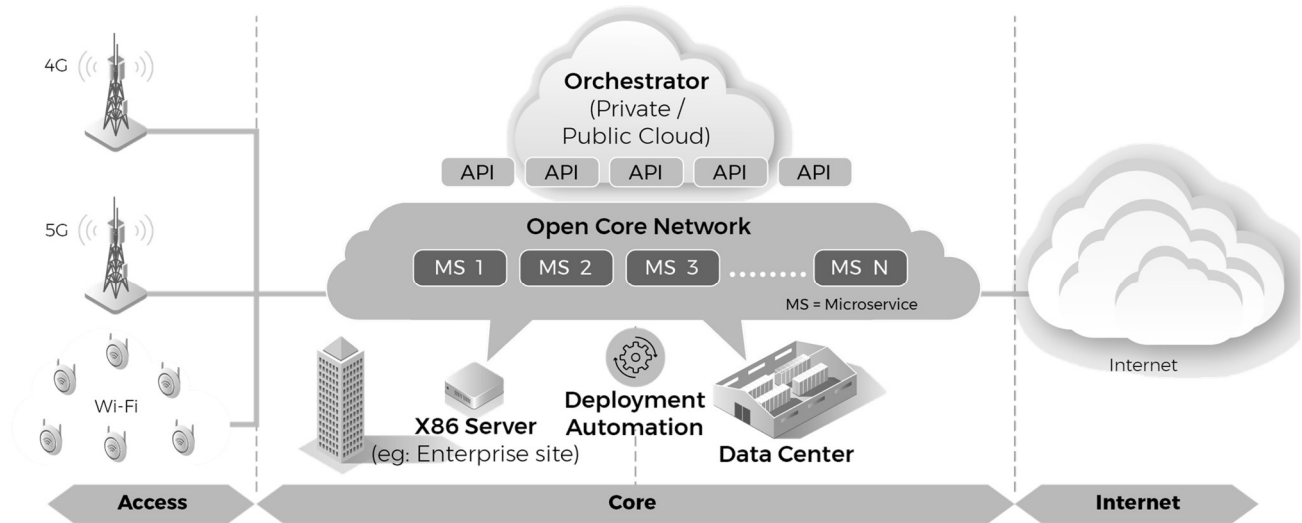 4G
5G
Wi-Fi
Orchestrator
(Private /
Public Cloud)
API API API API API
Open Core Network
MS 1 MS 2 MS 3 ........ MS N
MS = Microservice
X86 Server
(eg: Enterprise site)
Deployment
Automation
Data Center
Internet
Access Core Internet